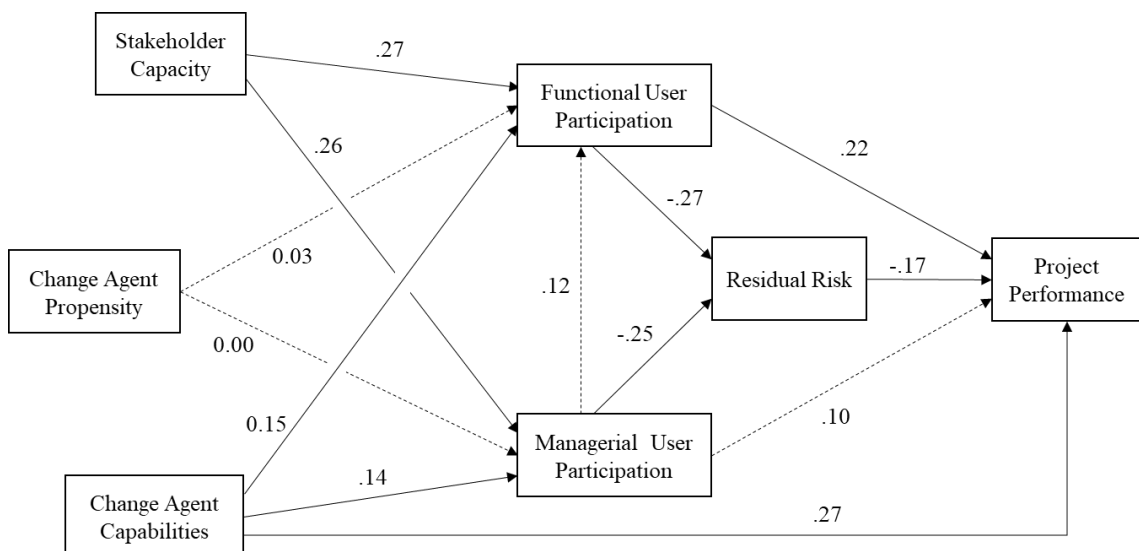 Stakeholder
Capacity
.27
Functional User
Participation
.26
.22
-.27
Change Agent
Propensity
0.03
.12
Residual Risk
-.17
Project
Performance
0.00
-.25
0.15
Managerial User
Participation
.10
.14
Change Agent
Capabilities
.27